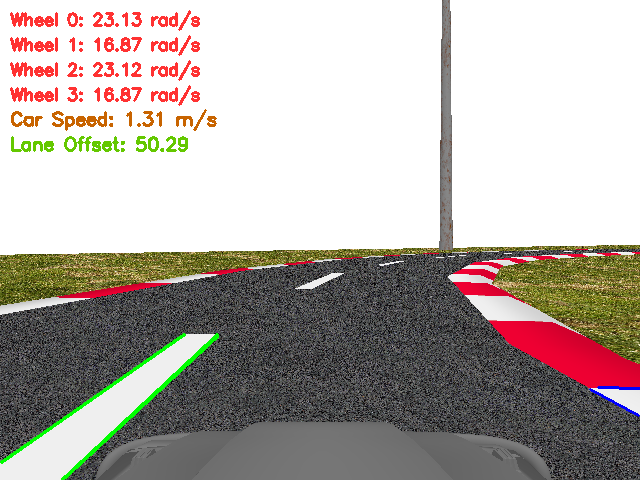 Wheel 0: 23.13 rad/s
Wheel 1: 16.87 rad/s
Wheel 2: 23.12 rad/s
Wheel 3: 16.87 rad/s
Car Speed: 1.31 m/s
Lane Offset: 50.29